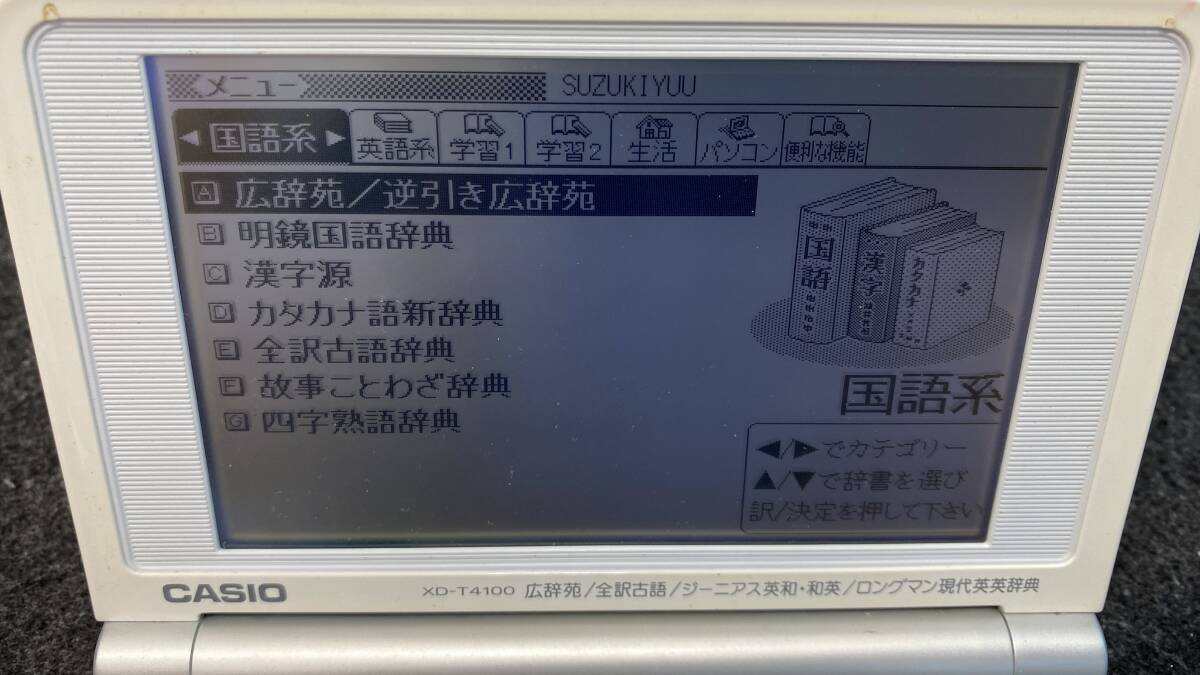 メニュー SUZUKIYUU
国語系 英語系 学習1 学習2 生活 パソコン 便利な機能
A 広辞苑/逆引き広辞苑
B 明鏡国語辞典
C 漢字源
D カタカナ語新辞典
E 全訳古語辞典
F 故事ことわざ辞典
G 四字熟語辞典
国語
漢字
カタカナ
国語系
◀/▶でカテゴリー
▲/▼で辞書を選び
訳/決定を押して下さい
CASIO XD-T4100 広辞苑/全訳古語/ジーニアス英和・和英/ロングマン現代英英辞典